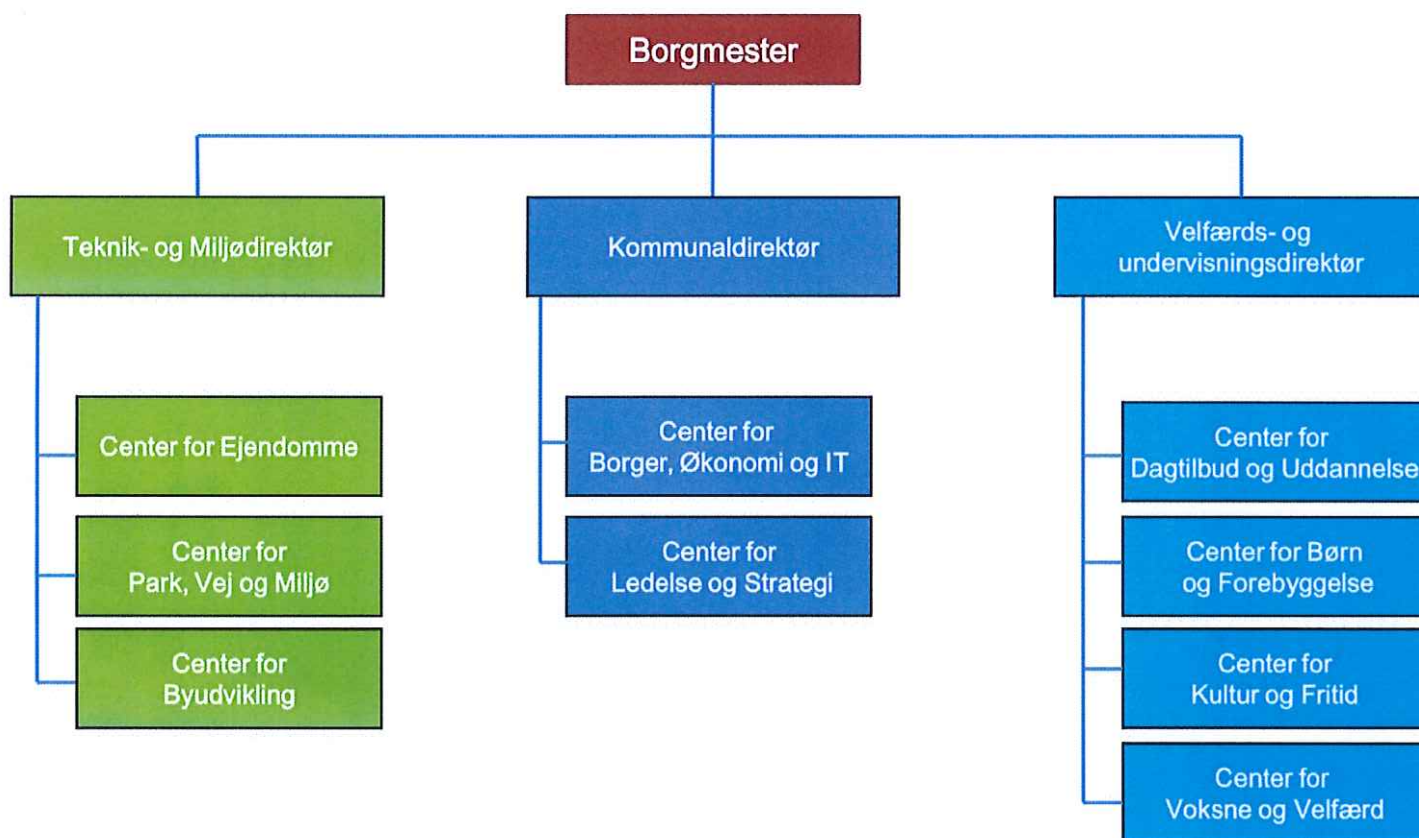 Borgmester
Teknik- og Miljødirektør
Kommunaldirektør
Velfærds- og
undervisningsdirektør
Center for Ejendomme
Center for
Park, Vej og Miljø
Center for
Byudvikling
Center for
Borger, Økonomi og IT
Center for
Ledelse og Strategi
Center for
Dagtilbud og Uddannelse
Center for Børn
og Forebyggelse
Center for
Kultur og Fritid
Center for
Voksne og Velfærd